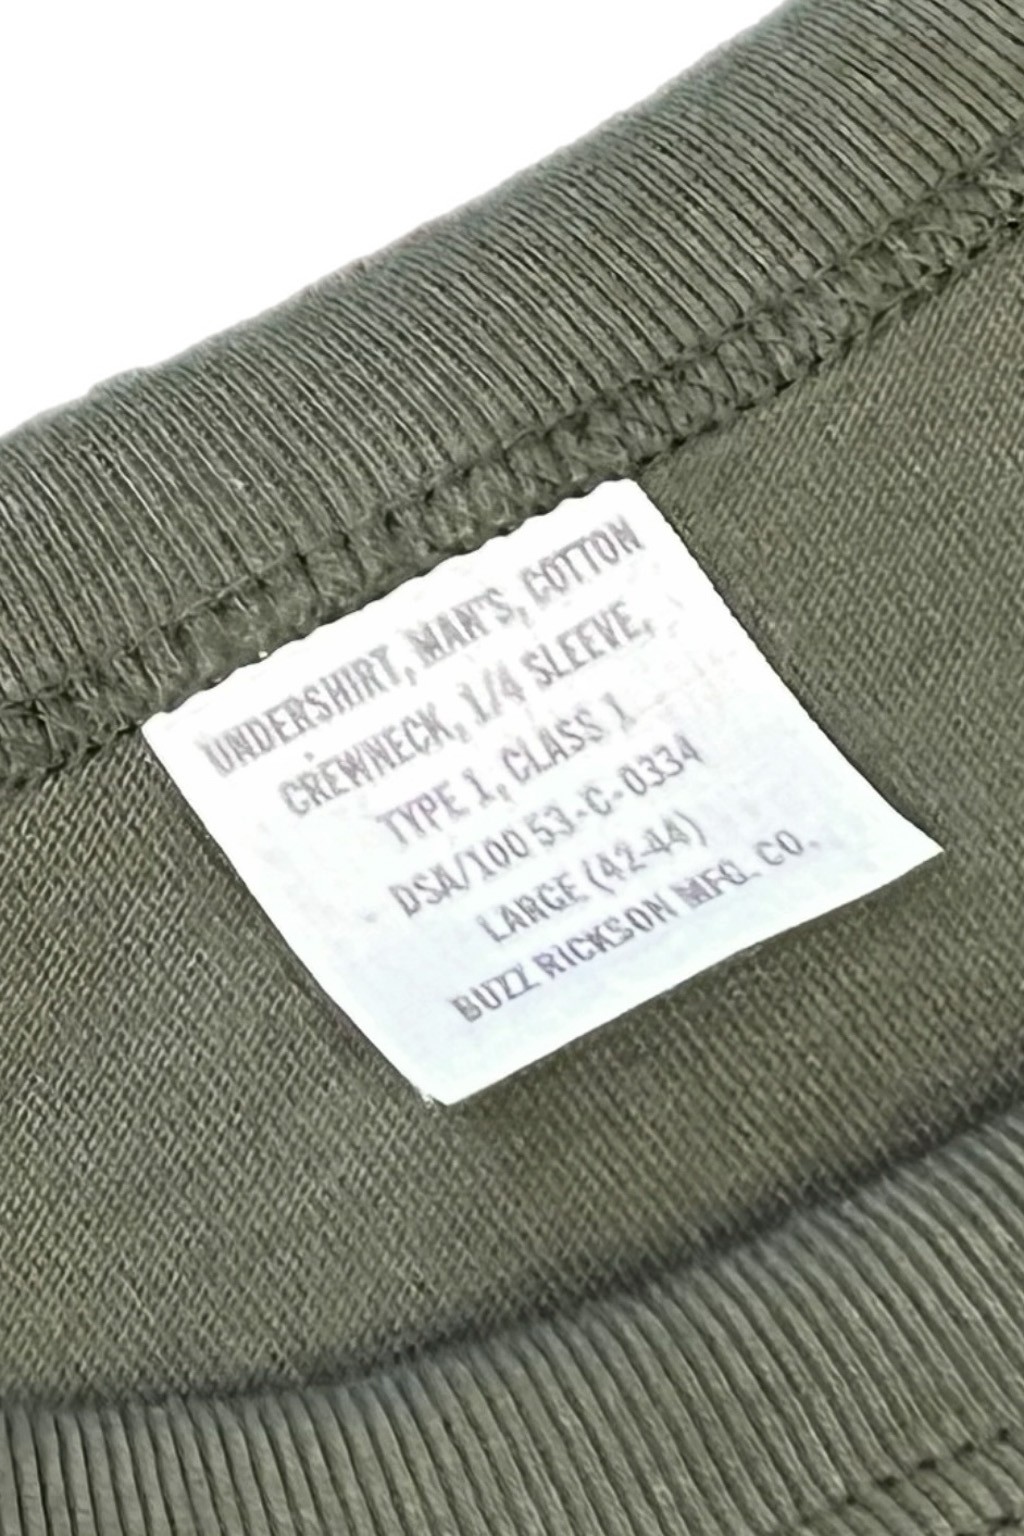 UNDERSHIRT, MAN'S, COTTON
CREWNECK, 1/4 SLEEVE,
TYPE 1, CLASS 1
DSA/100 53-C-0334
LARGE (42-44)
BUZZ RICKSON MFG. CO.